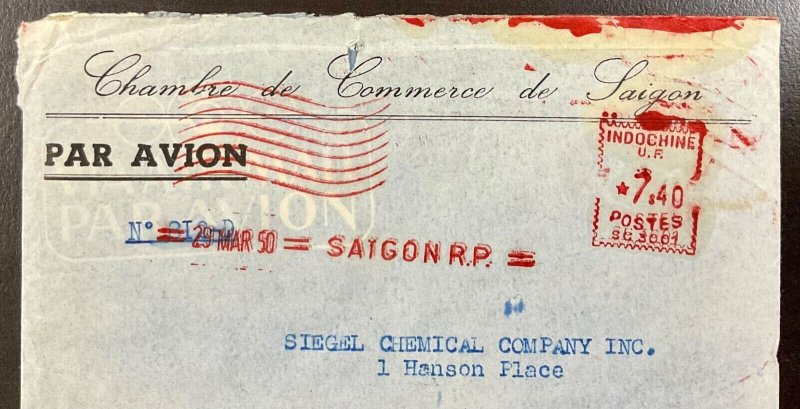 Chambre de Commerce de Saigon
PAR AVION
PAR AVION
INDOCHINE
U.F.
*7.40
POSTES
N°
= 29 MAR 50 = SAIGON R.P. =
SIEGEL CHEMICAL COMPANY INC.
1 Hanson Place